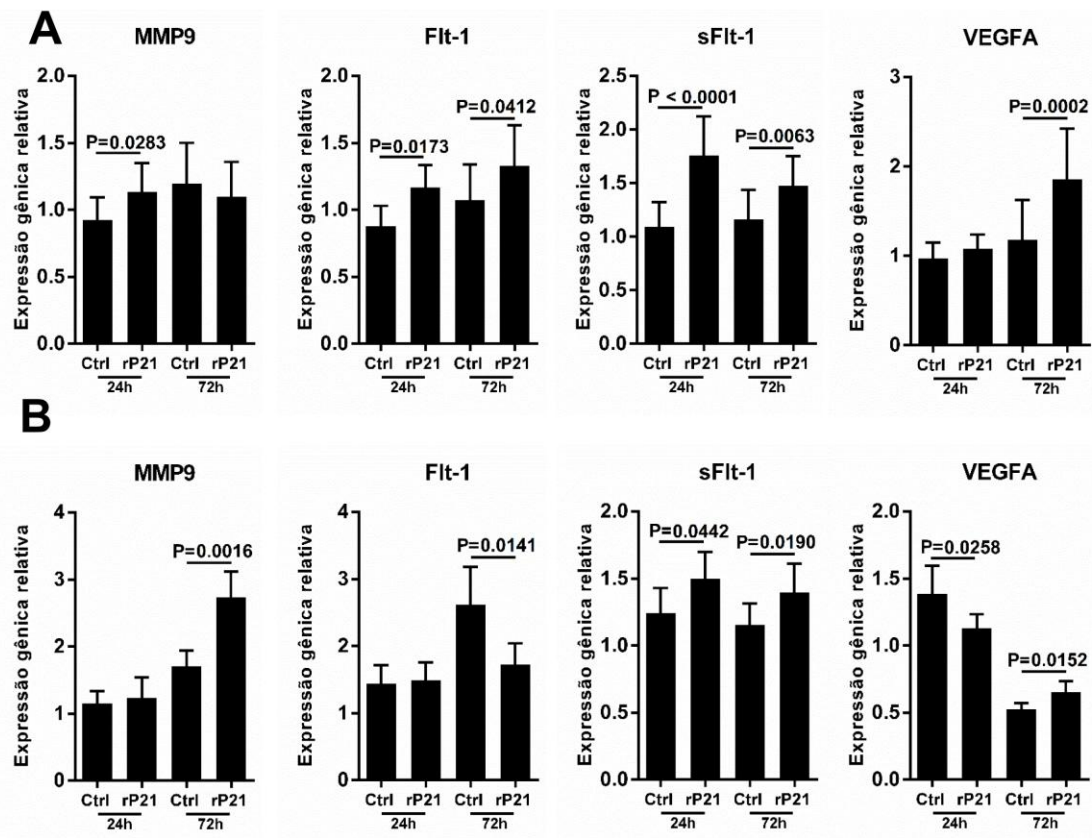 A
MMP9
Expressão gênica relativa
2.0
1.5
1.0
0.5
0.0
P=0.0283
Ctrl rP21 Ctrl rP21
24h 72h
Flt-1
Expressão gênica relativa
2.0
1.5
1.0
0.5
0.0
P=0.0173
P=0.0412
Ctrl rP21 Ctrl rP21
24h 72h
sFlt-1
Expressão gênica relativa
2.5
2.0
1.5
1.0
0.5
0.0
P < 0.0001
P=0.0063
Ctrl rP21 Ctrl rP21
24h 72h
VEGFA
Expressão gênica relativa
3
2
1
0
P=0.0002
Ctrl rP21 Ctrl rP21
24h 72h
B
MMP9
Expressão gênica relativa
4
3
2
1
0
P=0.0016
Ctrl rP21 Ctrl rP21
24h 72h
Flt-1
Expressão gênica relativa
4
3
2
1
0
P=0.0141
Ctrl rP21 Ctrl rP21
24h 72h
sFlt-1
Expressão gênica relativa
2.0
1.5
1.0
0.5
0.0
P=0.0442
P=0.0190
Ctrl rP21 Ctrl rP21
24h 72h
VEGFA
Expressão gênica relativa
2.0
1.5
1.0
0.5
0.0
P=0.0258
P=0.0152
Ctrl rP21 Ctrl rP21
24h 72h